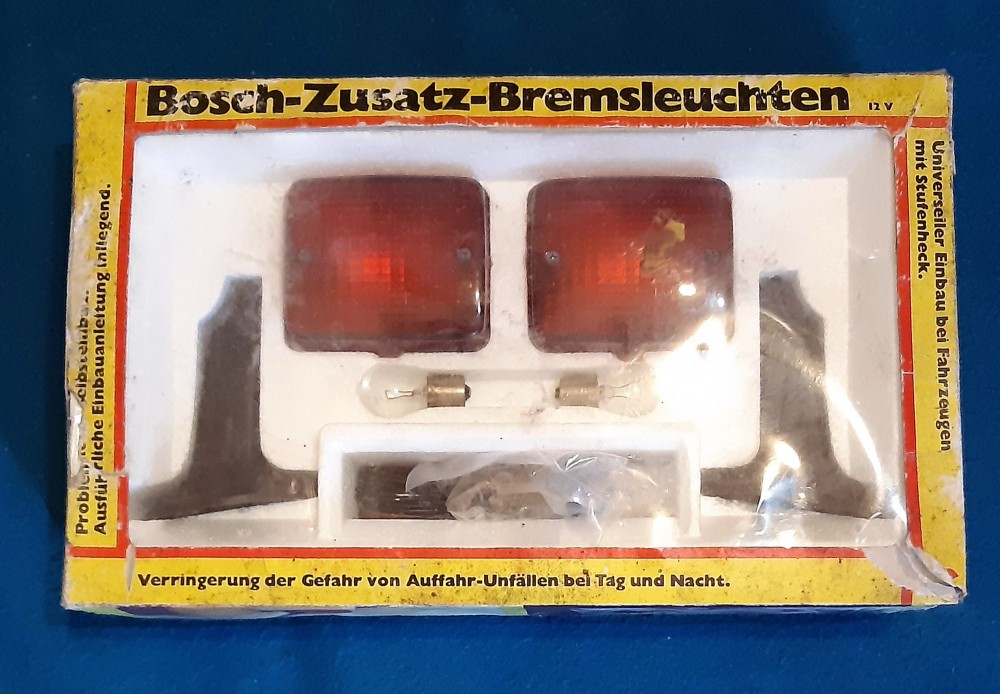 Bosch-Zusatz-Bremsleuchten 12 V
Universeller Einbau bei Fahrzeugen
mit Stufenheck.
Ausführliche Einbauanleitung inliegend.
Verringerung der Gefahr von Auffahr-Unfällen bei Tag und Nacht.